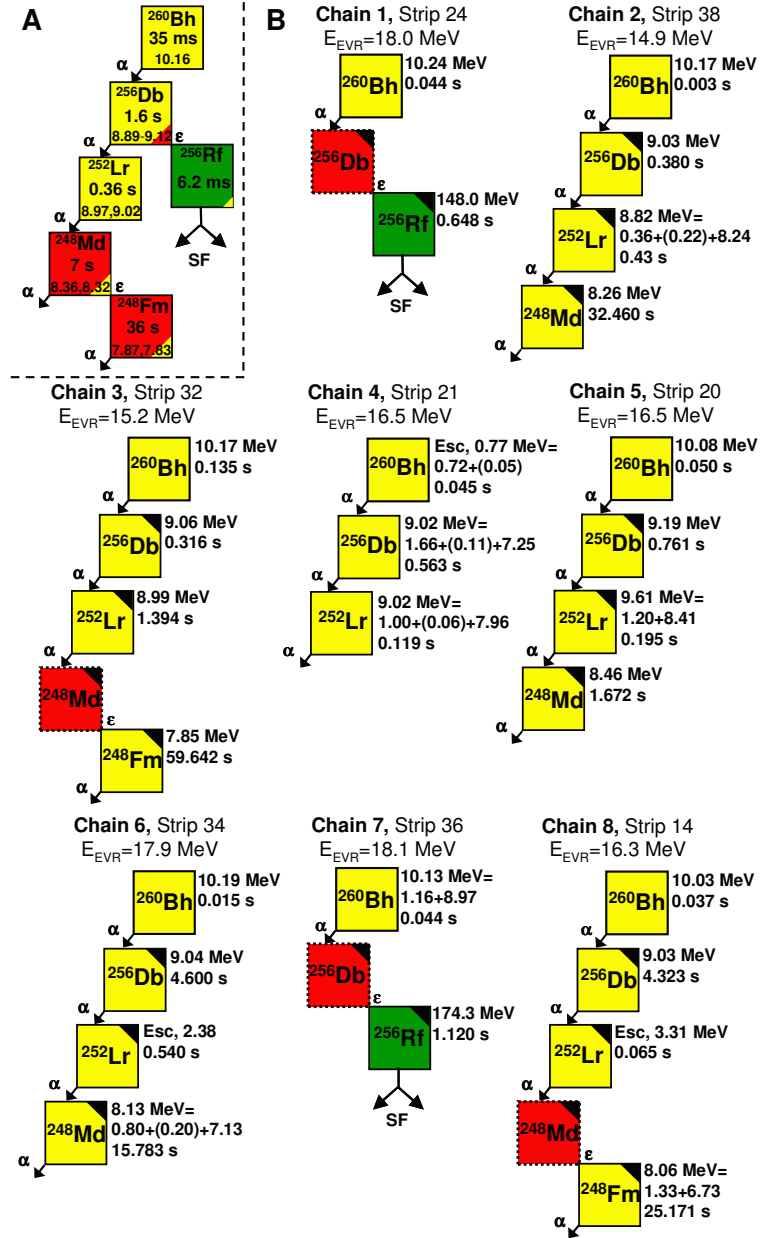 A
²⁶⁰Bh
35 ms
10.16
α
²⁵⁶Db
1.6 s
8.89-9.12
α
ε
²⁵⁶Rf
6.2 ms
SF
²⁵²Lr
0.36 s
8.97,9.02
α
²⁴⁸Md
7 s
8.36,8.32
α
ε
²⁴⁸Fm
36 s
7.87,7.83
α
B
Chain 1, Strip 24
E_EVR=18.0 MeV
²⁶⁰Bh
10.24 MeV
0.044 s
α
²⁵⁶Db
ε
²⁵⁶Rf
148.0 MeV
0.648 s
SF
Chain 2, Strip 38
E_EVR=14.9 MeV
²⁶⁰Bh
10.17 MeV
0.003 s
α
²⁵⁶Db
9.03 MeV
0.380 s
α
²⁵²Lr
8.82 MeV=
0.36+(0.22)+8.24
0.43 s
α
²⁴⁸Md
8.26 MeV
32.460 s
α
Chain 3, Strip 32
E_EVR=15.2 MeV
²⁶⁰Bh
10.17 MeV
0.135 s
α
²⁵⁶Db
9.06 MeV
0.316 s
α
²⁵²Lr
8.99 MeV
1.394 s
α
²⁴⁸Md
ε
²⁴⁸Fm
7.85 MeV
59.642 s
α
Chain 4, Strip 21
E_EVR=16.5 MeV
²⁶⁰Bh
Esc, 0.77 MeV=
0.72+(0.05)
0.045 s
α
²⁵⁶Db
9.02 MeV=
1.66+(0.11)+7.25
0.563 s
α
²⁵²Lr
9.02 MeV=
1.00+(0.06)+7.96
0.119 s
α
Chain 5, Strip 20
E_EVR=16.5 MeV
²⁶⁰Bh
10.08 MeV
0.050 s
α
²⁵⁶Db
9.19 MeV
0.761 s
α
²⁵²Lr
9.61 MeV=
1.20+8.41
0.195 s
α
²⁴⁸Md
8.46 MeV
1.672 s
α
Chain 6, Strip 34
E_EVR=17.9 MeV
²⁶⁰Bh
10.19 MeV
0.015 s
α
²⁵⁶Db
9.04 MeV
4.600 s
α
²⁵²Lr
Esc, 2.38
0.540 s
α
²⁴⁸Md
8.13 MeV=
0.80+(0.20)+7.13
15.783 s
α
Chain 7, Strip 36
E_EVR=18.1 MeV
²⁶⁰Bh
10.13 MeV=
1.16+8.97
0.044 s
α
²⁵⁶Db
ε
²⁵⁶Rf
174.3 MeV
1.120 s
SF
Chain 8, Strip 14
E_EVR=16.3 MeV
²⁶⁰Bh
10.03 MeV
0.037 s
α
²⁵⁶Db
9.03 MeV
4.323 s
α
²⁵²Lr
Esc, 3.31 MeV
0.065 s
α
²⁴⁸Md
ε
²⁴⁸Fm
8.06 MeV=
1.33+6.73
25.171 s
α